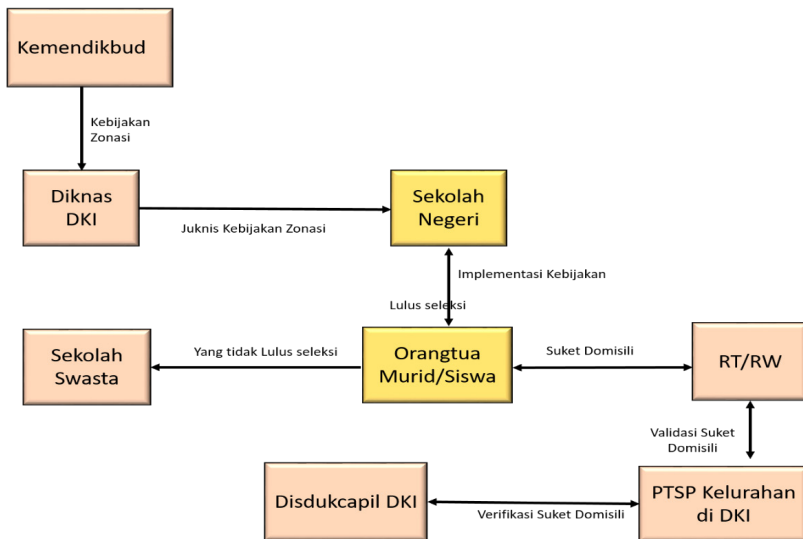 Kemendikbud
Kebijakan
Zonasi
Diknas
DKI
Juknis Kebijakan Zonasi
Sekolah
Negeri
Implementasi Kebijakan
Lulus seleksi
Sekolah
Swasta
Yang tidak Lulus seleksi
Orangtua
Murid/Siswa
Suket Domisili
RT/RW
Validasi Suket
Domisili
Disdukcapil DKI
Verifikasi Suket Domisili
PTSP Kelurahan
di DKI